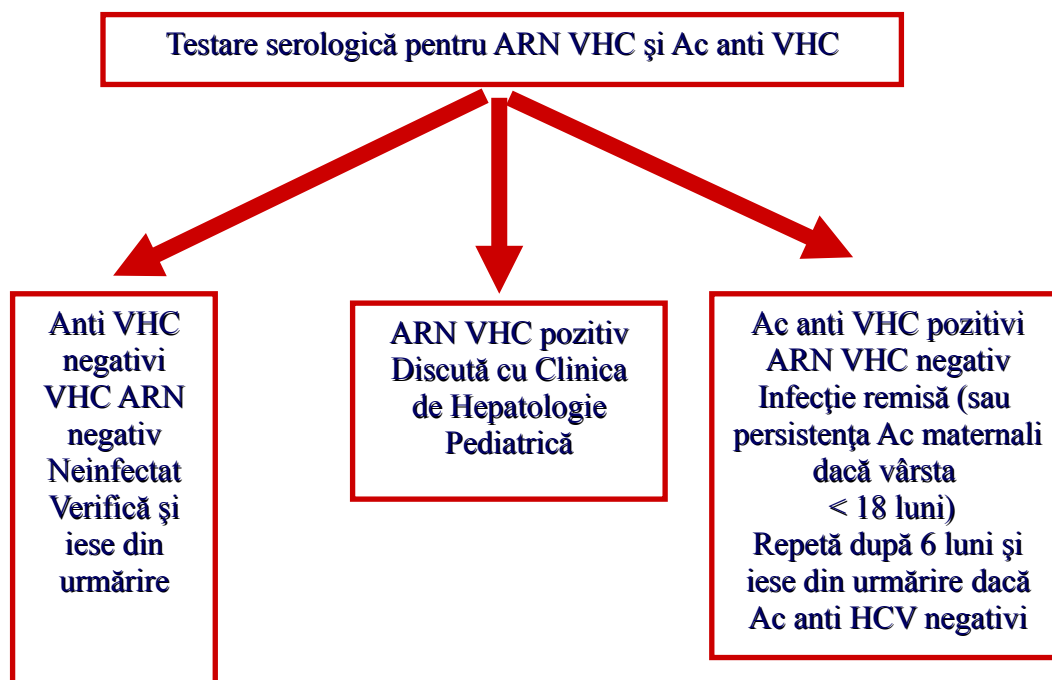 Testare serologică pentru ARN VHC şi Ac anti VHC
Anti VHC
negativi
VHC ARN
negativ
Neinfectat
Verifică şi
iese din
urmărire
ARN VHC pozitiv
Discută cu Clinica
de Hepatologie
Pediatrică
Ac anti VHC pozitivi
ARN VHC negativ
Infecţie remisă (sau
persistenţa Ac maternali
dacă vârsta
< 18 luni)
Repetă după 6 luni şi
iese din urmărire dacă
Ac anti HCV negativi